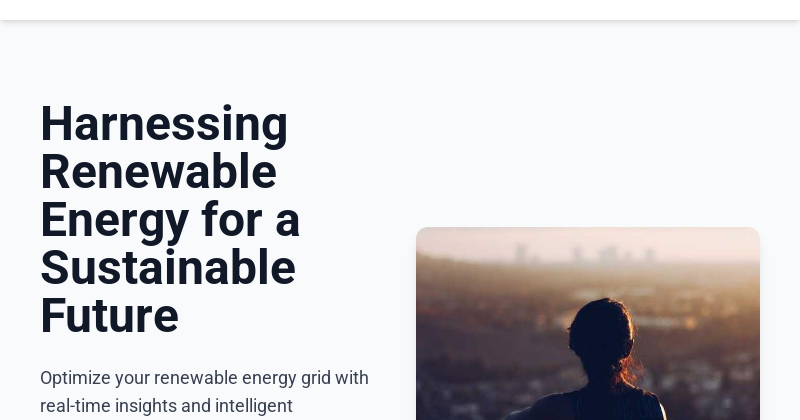 Harnessing
Renewable
Energy for a
Sustainable
Future
Optimize your renewable energy grid with
real-time insights and intelligent